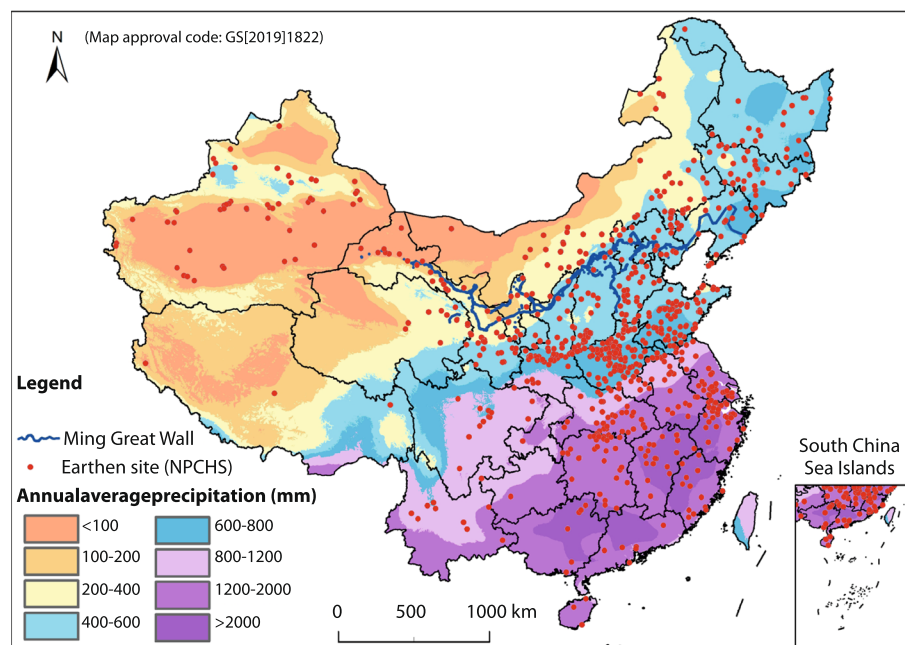 N
(Map approval code: GS[2019]1822)
Legend
Ming Great Wall
Earthen site (NPCHS)
Annualaverageprecipitation (mm)
<100
600-800
100-200
800-1200
200-400
1200-2000
400-600
>2000
0 500 1000 km
South China
Sea Islands